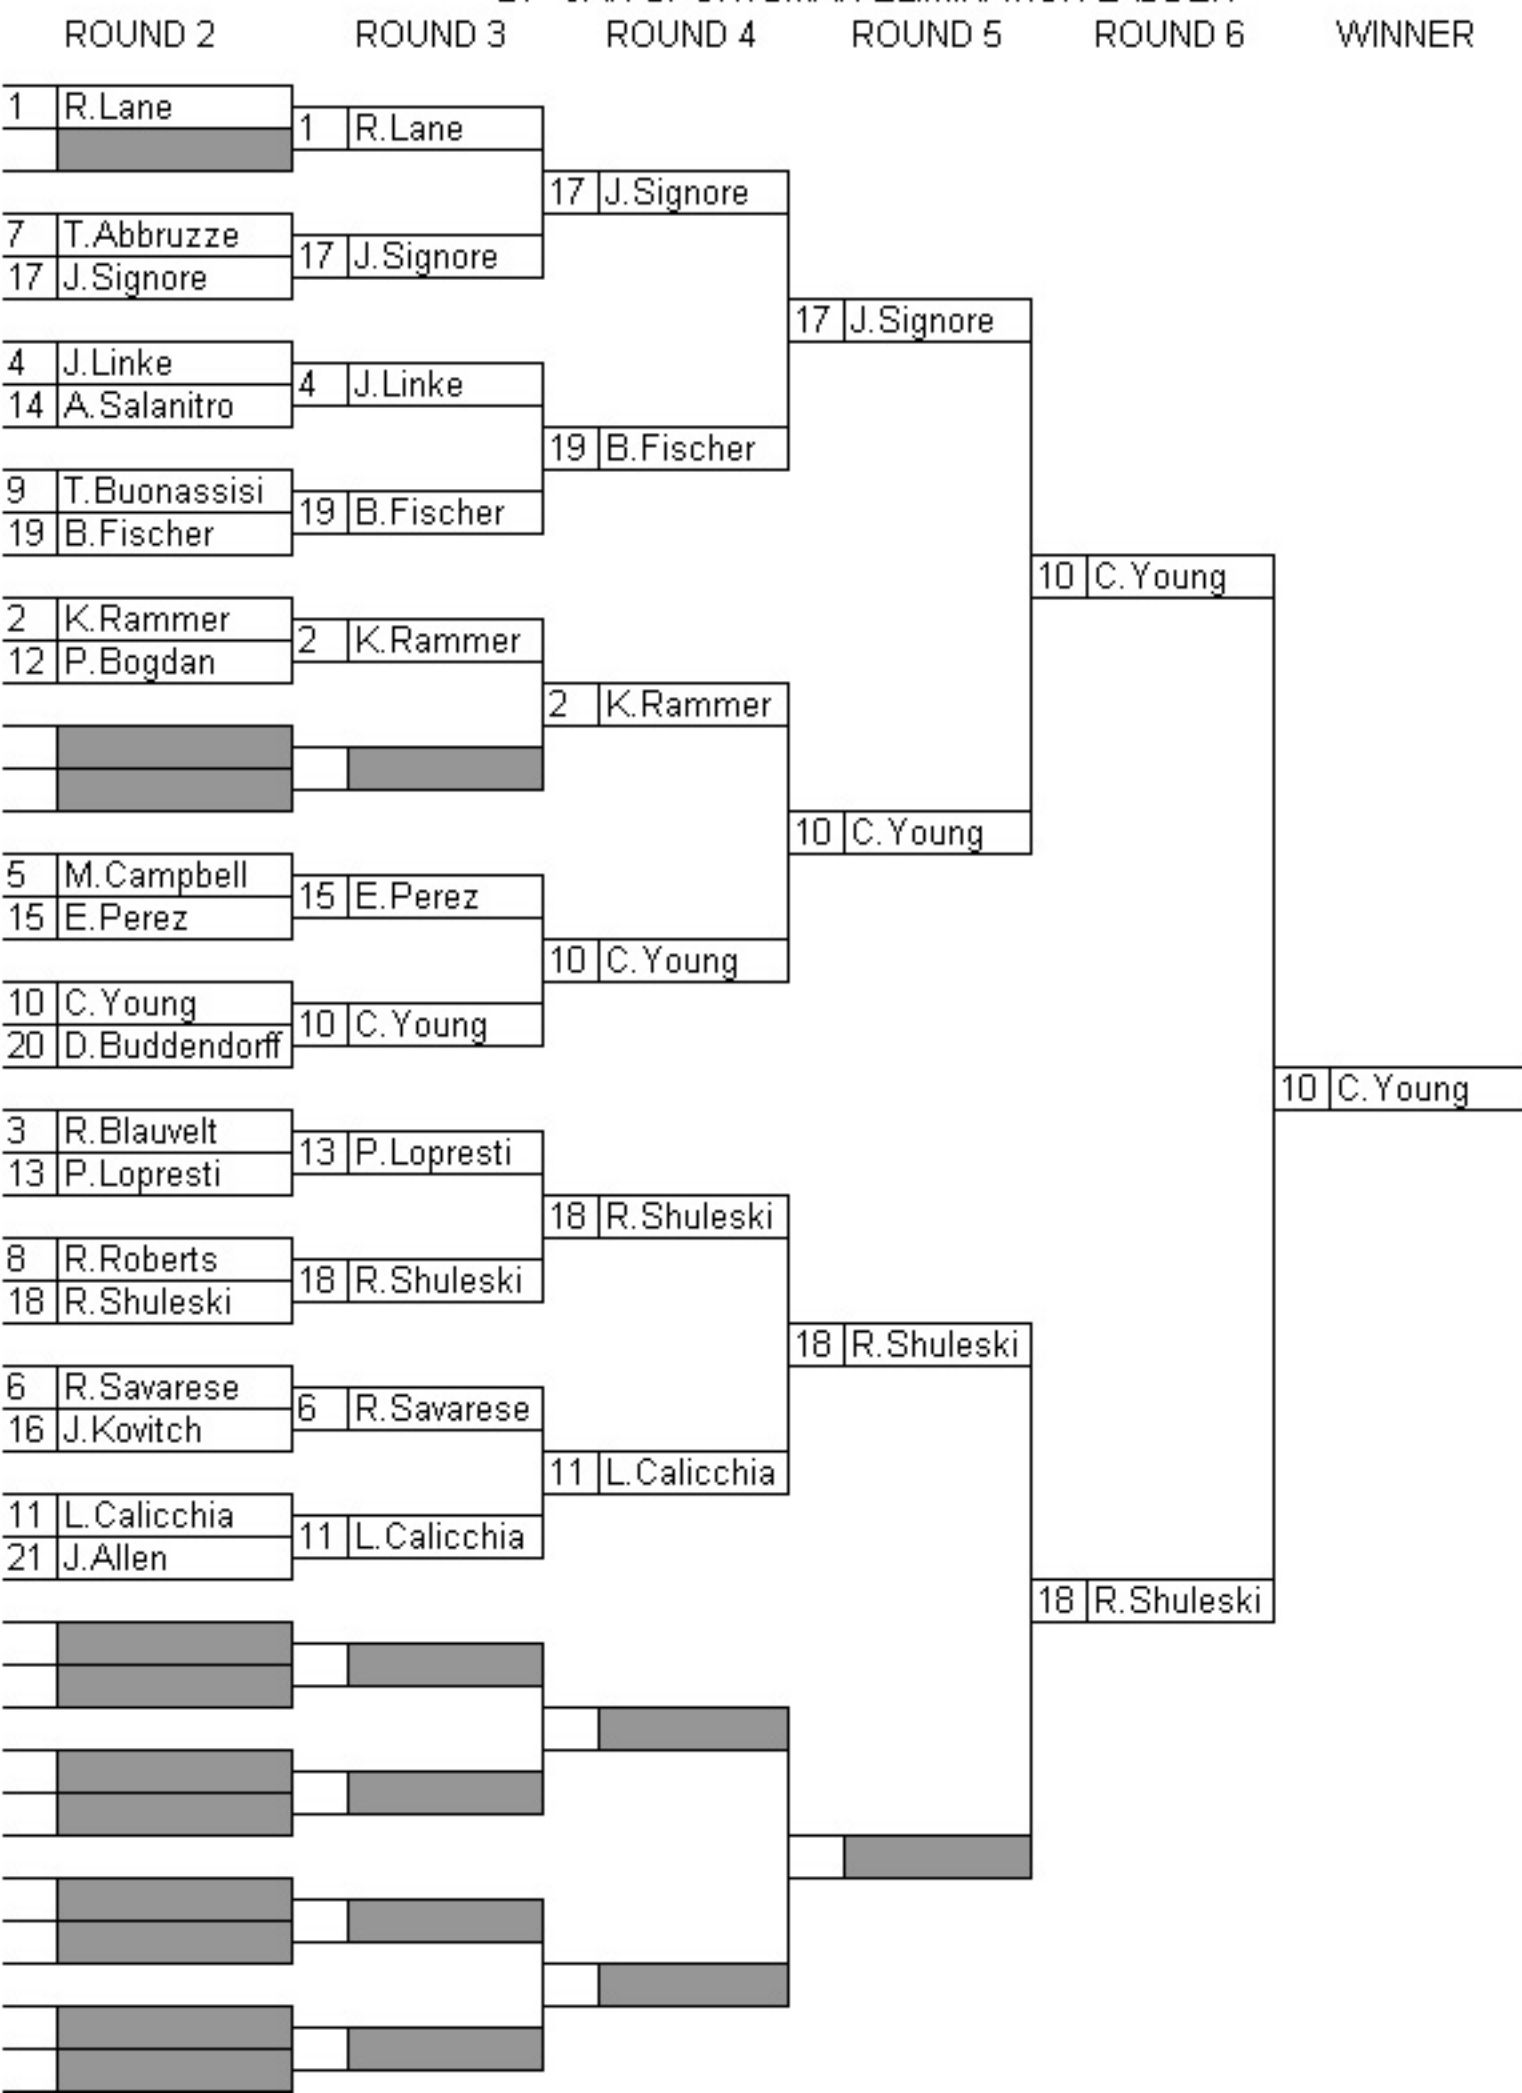 ROUND 2 ROUND 3 ROUND 4 ROUND 5 ROUND 6 WINNER
1 R.Lane
1 R.Lane
17 J.Signore
7 T.Abbruzze
17 J.Signore
17 J.Signore
17 J.Signore
4 J.Linke
4 J.Linke
14 A.Salanitro
19 B.Fischer
9 T.Buonassisi
19 B.Fischer
19 B.Fischer
10 C.Young
2 K.Rammer
2 K.Rammer
12 P.Bogdan
2 K.Rammer
10 C.Young
5 M.Campbell
15 E.Perez
15 E.Perez
10 C.Young
10 C.Young
10 C.Young
20 D.Buddendorff
10 C.Young
3 R.Blauvelt
13 P.Lopresti
13 P.Lopresti
18 R.Shuleski
8 R.Roberts
18 R.Shuleski
18 R.Shuleski
18 R.Shuleski
6 R.Savarese
6 R.Savarese
16 J.Kovitch
11 L.Calicchia
11 L.Calicchia
11 L.Calicchia
21 J.Allen
18 R.Shuleski